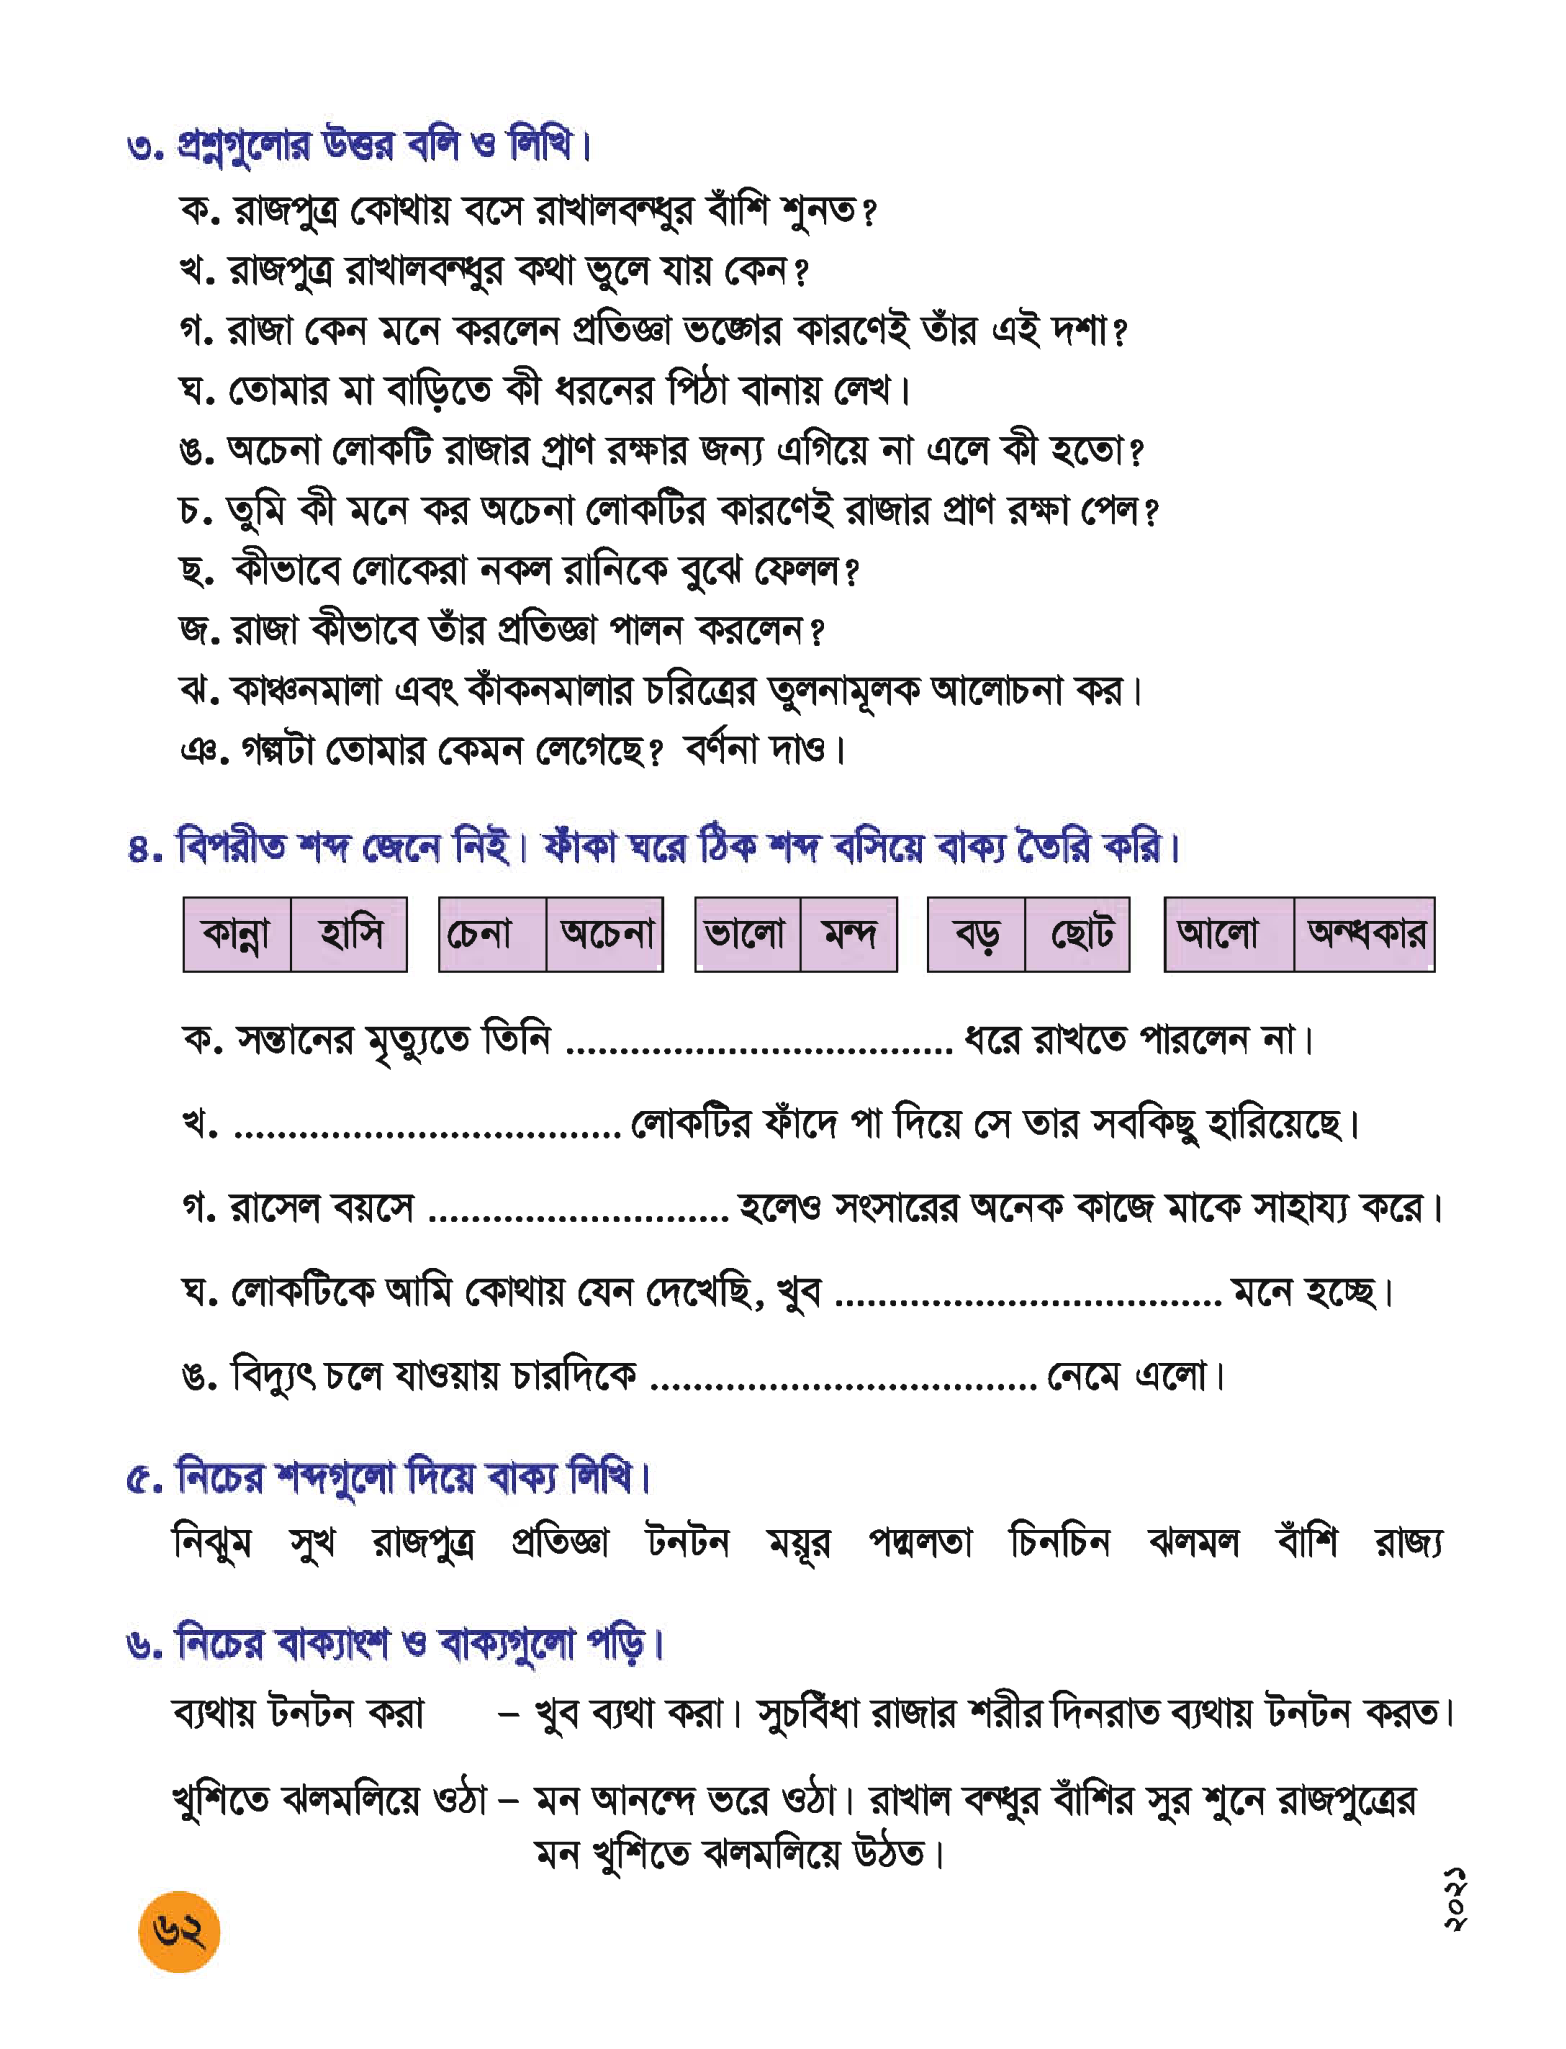 ৩. প্রশ্নগুলোর উত্তর বলি ও লিখি।
ক. রাজপুত্র কোথায় বসে রাখালবন্ধুর বাঁশি শুনত?
খ. রাজপুত্র রাখালবন্ধুর কথা ভুলে যায় কেন?
গ. রাজা কেন মনে করলেন প্রতিজ্ঞা ভঙ্গের কারণেই তাঁর এই দশা?
ঘ. তোমার মা বাড়িতে কী ধরনের পিঠা বানায় লেখ।
ঙ. অচেনা লোকটি রাজার প্রাণ রক্ষার জন্য এগিয়ে না এলে কী হতো?
চ. তুমি কী মনে কর অচেনা লোকটির কারণেই রাজার প্রাণ রক্ষা পেল?
ছ. কীভাবে লোকেরা নকল রানিকে বুঝে ফেলল?
জ. রাজা কীভাবে তাঁর প্রতিজ্ঞা পালন করলেন?
ঝ. কাঞ্চনমালা এবং কাঁকনমালার চরিত্রের তুলনামূলক আলোচনা কর।
ঞ. গল্পটা তোমার কেমন লেগেছে? বর্ণনা দাও।
৪. বিপরীত শব্দ জেনে নিই। ফাঁকা ঘরে ঠিক শব্দ বসিয়ে বাক্য তৈরি করি।
কান্না হাসি চেনা অচেনা ভালো মন্দ বড় ছোট আলো অন্ধকার
ক. সন্তানের মৃত্যুতে তিনি .................................... ধরে রাখতে পারলেন না।
খ. .................................... লোকটির ফাঁদে পা দিয়ে সে তার সবকিছু হারিয়েছে।
গ. রাসেল বয়সে ............................ হলেও সংসারের অনেক কাজে মাকে সাহায্য করে।
ঘ. লোকটিকে আমি কোথায় যেন দেখেছি, খুব .................................... মনে হচ্ছে।
ঙ. বিদ্যুৎ চলে যাওয়ায় চারদিকে .................................... নেমে এলো।
৫. নিচের শব্দগুলো দিয়ে বাক্য লিখি।
নিঝুম সুখ রাজপুত্র প্রতিজ্ঞা টনটন ময়ূর পদ্মলতা চিনচিন ঝলমল বাঁশি রাজ্য
৬. নিচের বাক্যাংশ ও বাক্যগুলো পড়ি।
ব্যথায় টনটন করা – খুব ব্যথা করা। সুচবিঁধা রাজার শরীর দিনরাত ব্যথায় টনটন করত।
খুশিতে ঝলমলিয়ে ওঠা – মন আনন্দে ভরে ওঠা। রাখাল বন্ধুর বাঁশির সুর শুনে রাজপুত্রের
মন খুশিতে ঝলমলিয়ে উঠত।
৬২
২০২১